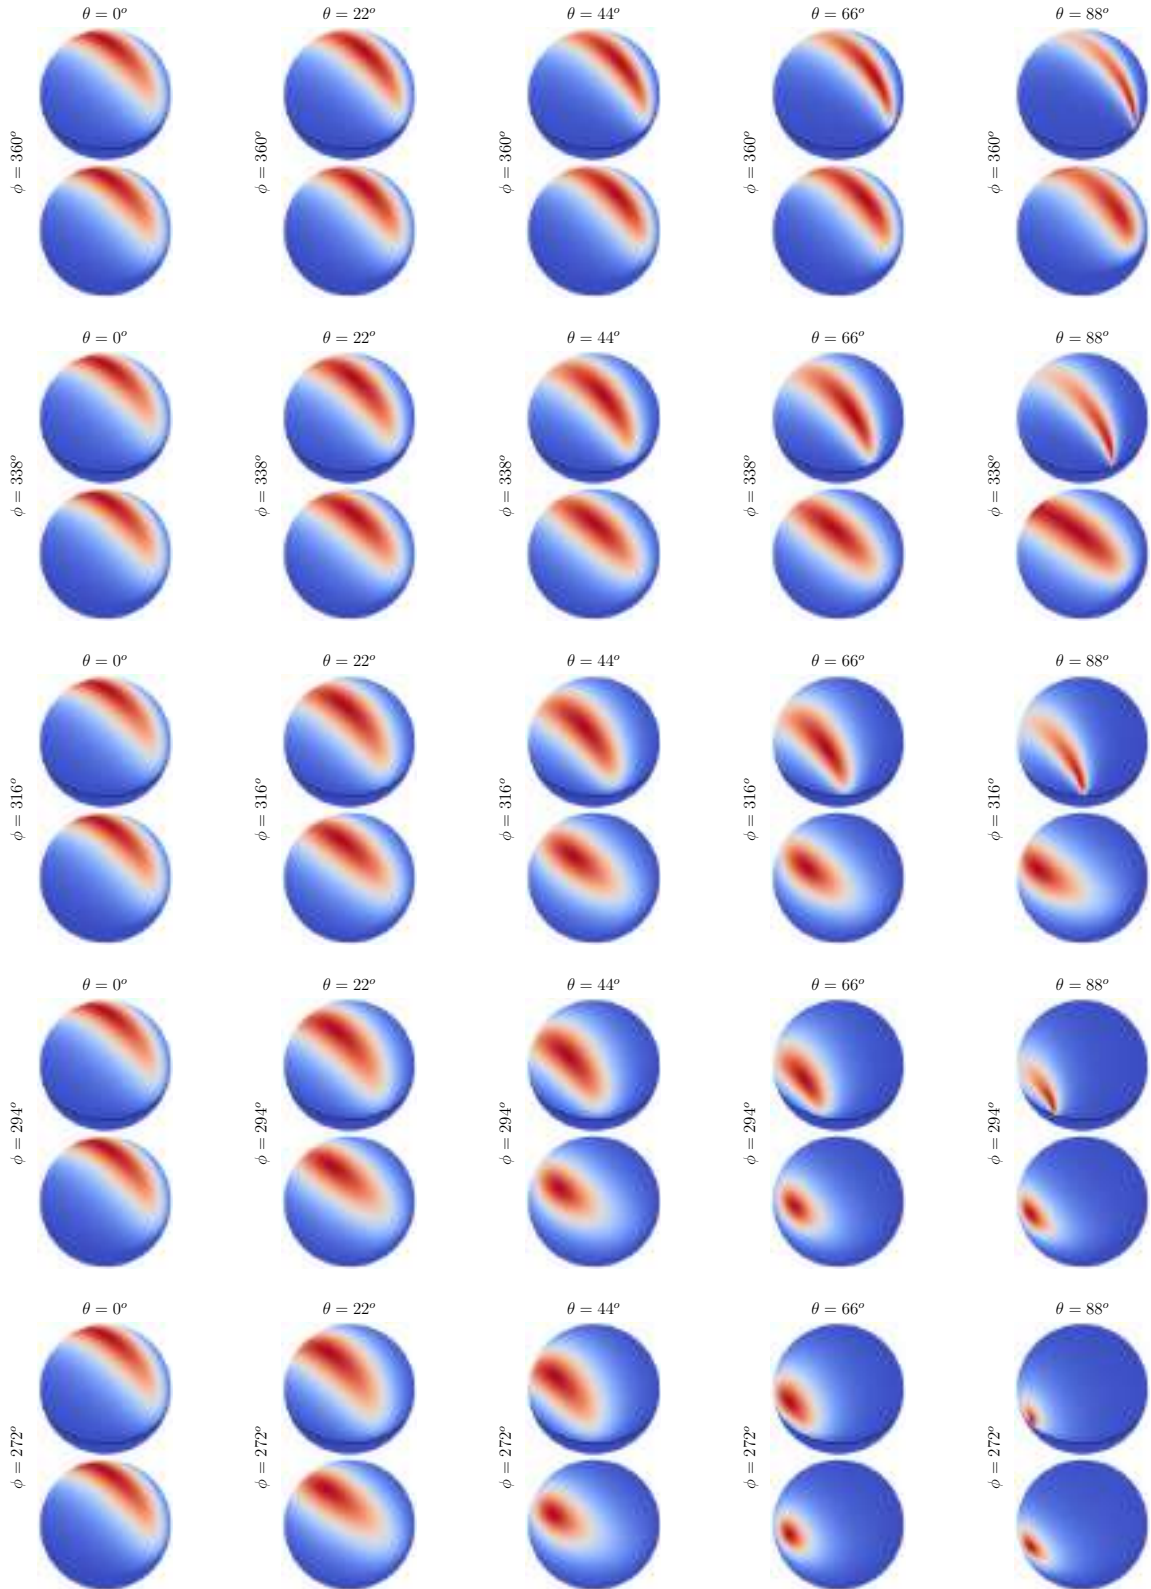 θ = 0° θ = 22° θ = 44° θ = 66° θ = 88°
ϕ = 360° ϕ = 360° ϕ = 360° ϕ = 360° ϕ = 360°
θ = 0° θ = 22° θ = 44° θ = 66° θ = 88°
ϕ = 338° ϕ = 338° ϕ = 338° ϕ = 338° ϕ = 338°
θ = 0° θ = 22° θ = 44° θ = 66° θ = 88°
ϕ = 316° ϕ = 316° ϕ = 316° ϕ = 316° ϕ = 316°
θ = 0° θ = 22° θ = 44° θ = 66° θ = 88°
ϕ = 294° ϕ = 294° ϕ = 294° ϕ = 294° ϕ = 294°
θ = 0° θ = 22° θ = 44° θ = 66° θ = 88°
ϕ = 272° ϕ = 272° ϕ = 272° ϕ = 272° ϕ = 272°